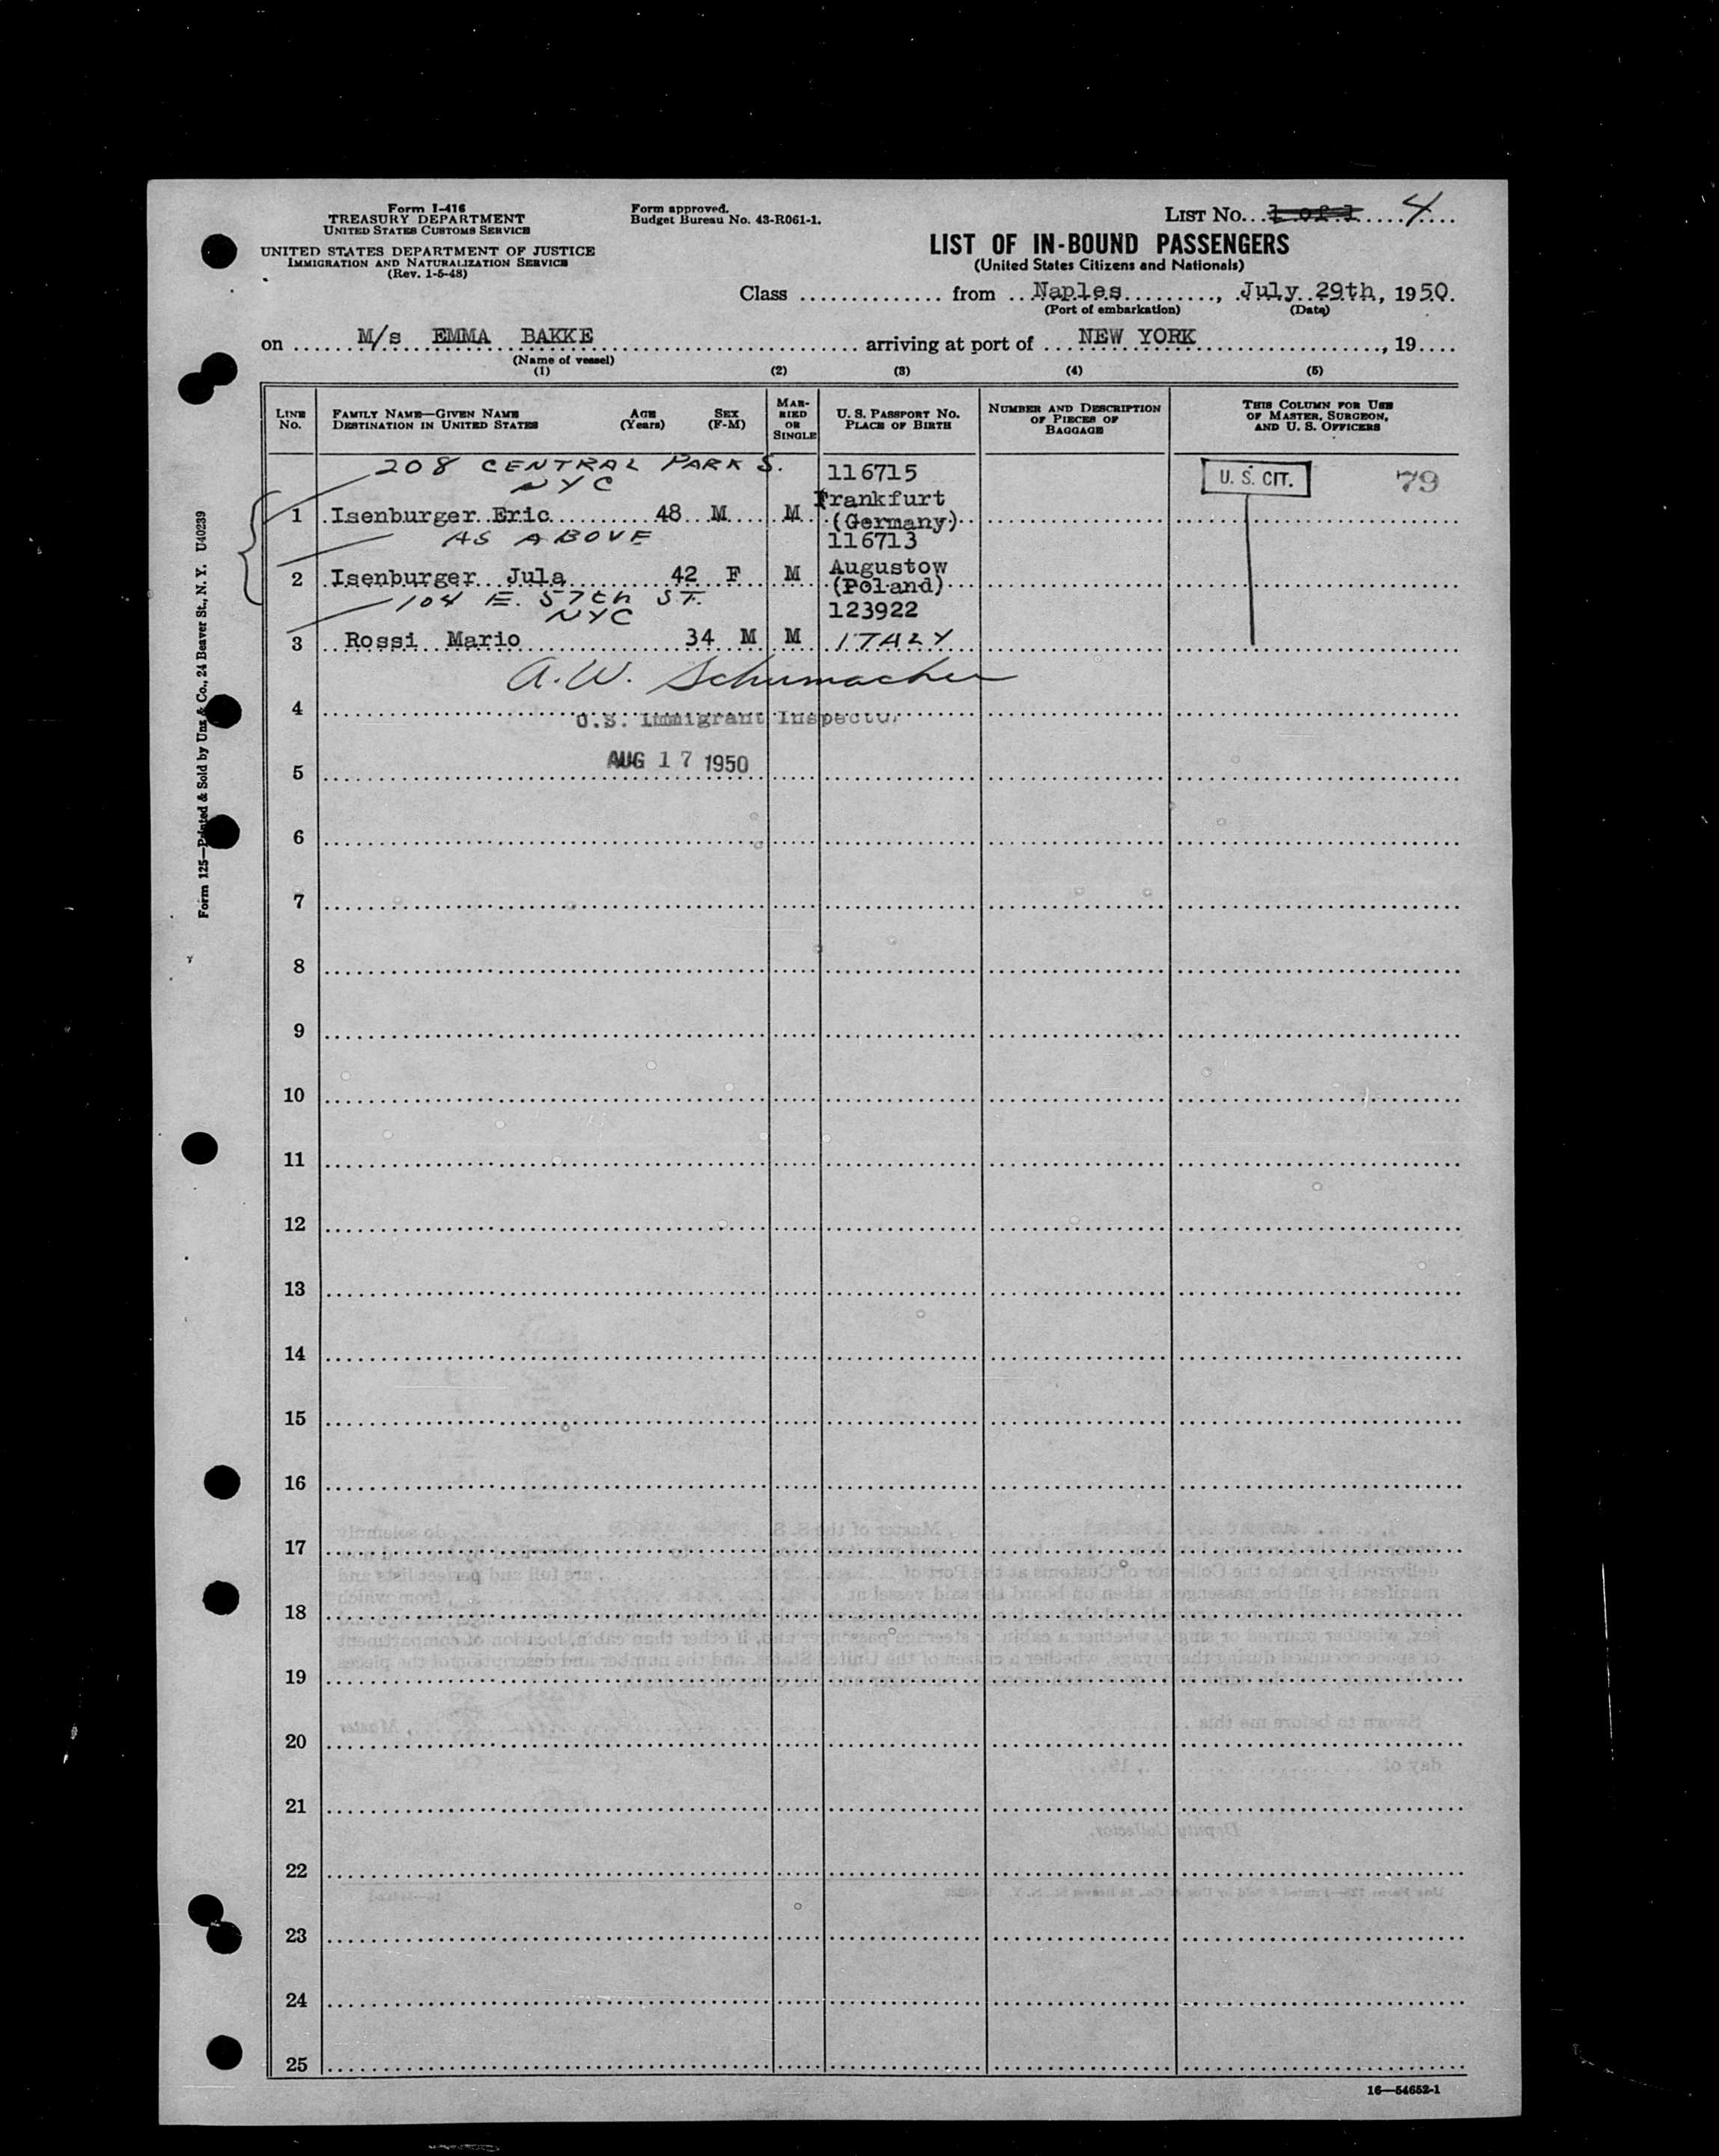 Form I-416
TREASURY DEPARTMENT
UNITED STATES CUSTOMS SERVICE
UNITED STATES DEPARTMENT OF JUSTICE
IMMIGRATION AND NATURALIZATION SERVICE
(Rev. 1-5-48)
Form approved.
Budget Bureau No. 43-R061-1.
LIST NO. 4
LIST OF IN-BOUND PASSENGERS
(United States Citizens and Nationals)
Class .............. from ...Naples.........., .July..29th, 1950.
(Port of embarkation) (Date)
on ...... M/s EMMA BAKKE .............................. arriving at port of ... NEW YORK ......................, 19....
(Name of vessel)
(1) (2) (3) (4) (5)
LINE NO. FAMILY NAME—GIVEN NAME DESTINATION IN UNITED STATES AGE (Years) SEX (F-M) MARRIED OR SINGLE U. S. PASSPORT NO. PLACE OF BIRTH NUMBER AND DESCRIPTION OF PIECES OF BAGGAGE THIS COLUMN FOR USE OF MASTER, SURGEON, AND U. S. OFFICERS
208 CENTRAL PARK S. 116715 U. S. CIT. 79
NYC Frankfurt
1 Isenburger Eric 48 M M (Germany)
AS ABOVE 116713
2 Isenburger Jula 42 F M Augustow (Poland)
104 E. 57th ST. 123922
NYC
3 Rossi Mario 34 M M ITALY
A. W. Schumacher
4 U.S. Immigrant Inspector
5 AUG 17 1950
6
7
8
9
10
11
12
13
14
15
16
17
18
19
20
21
22
23
24
25
16—54652-1
Form 125—Printed & Sold by Unz & Co., 24 Beaver St., N. Y. U40239